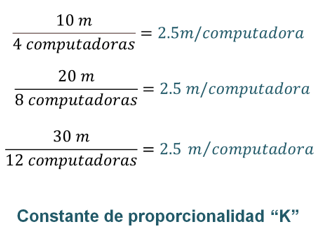 10 m
4 computadoras = 2.5m/computadora
20 m
8 computadoras = 2.5 m/computadora
30 m
12 computadoras = 2.5 m/computadora
Constante de proporcionalidad “K”